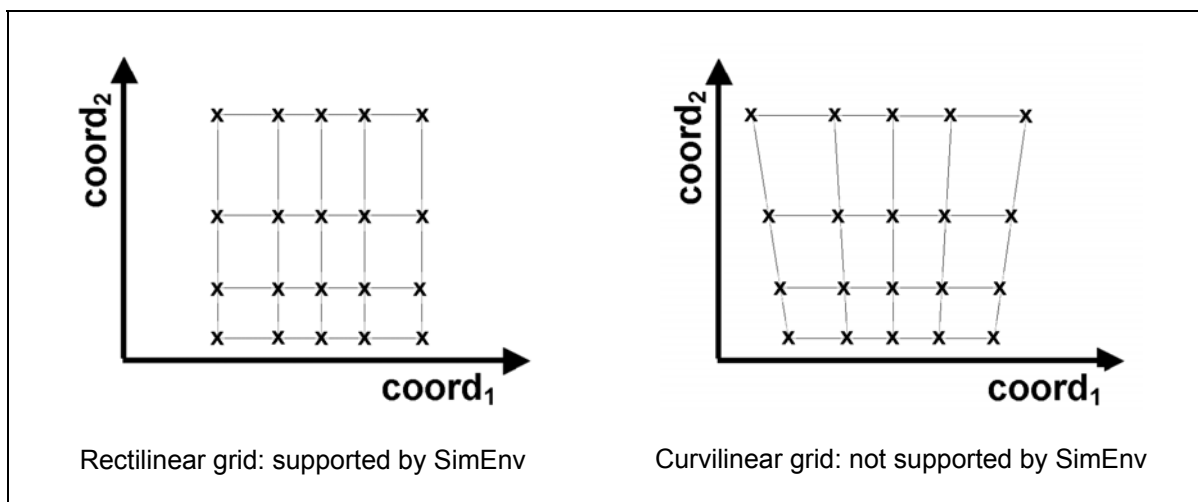 coord₂
x x x x x
x x x x x
x x x x x
x x x x x
coord₁
Rectilinear grid: supported by SimEnv
coord₂
x x x x x
x x x x x
x x x x x
x x x x x
coord₁
Curvilinear grid: not supported by SimEnv